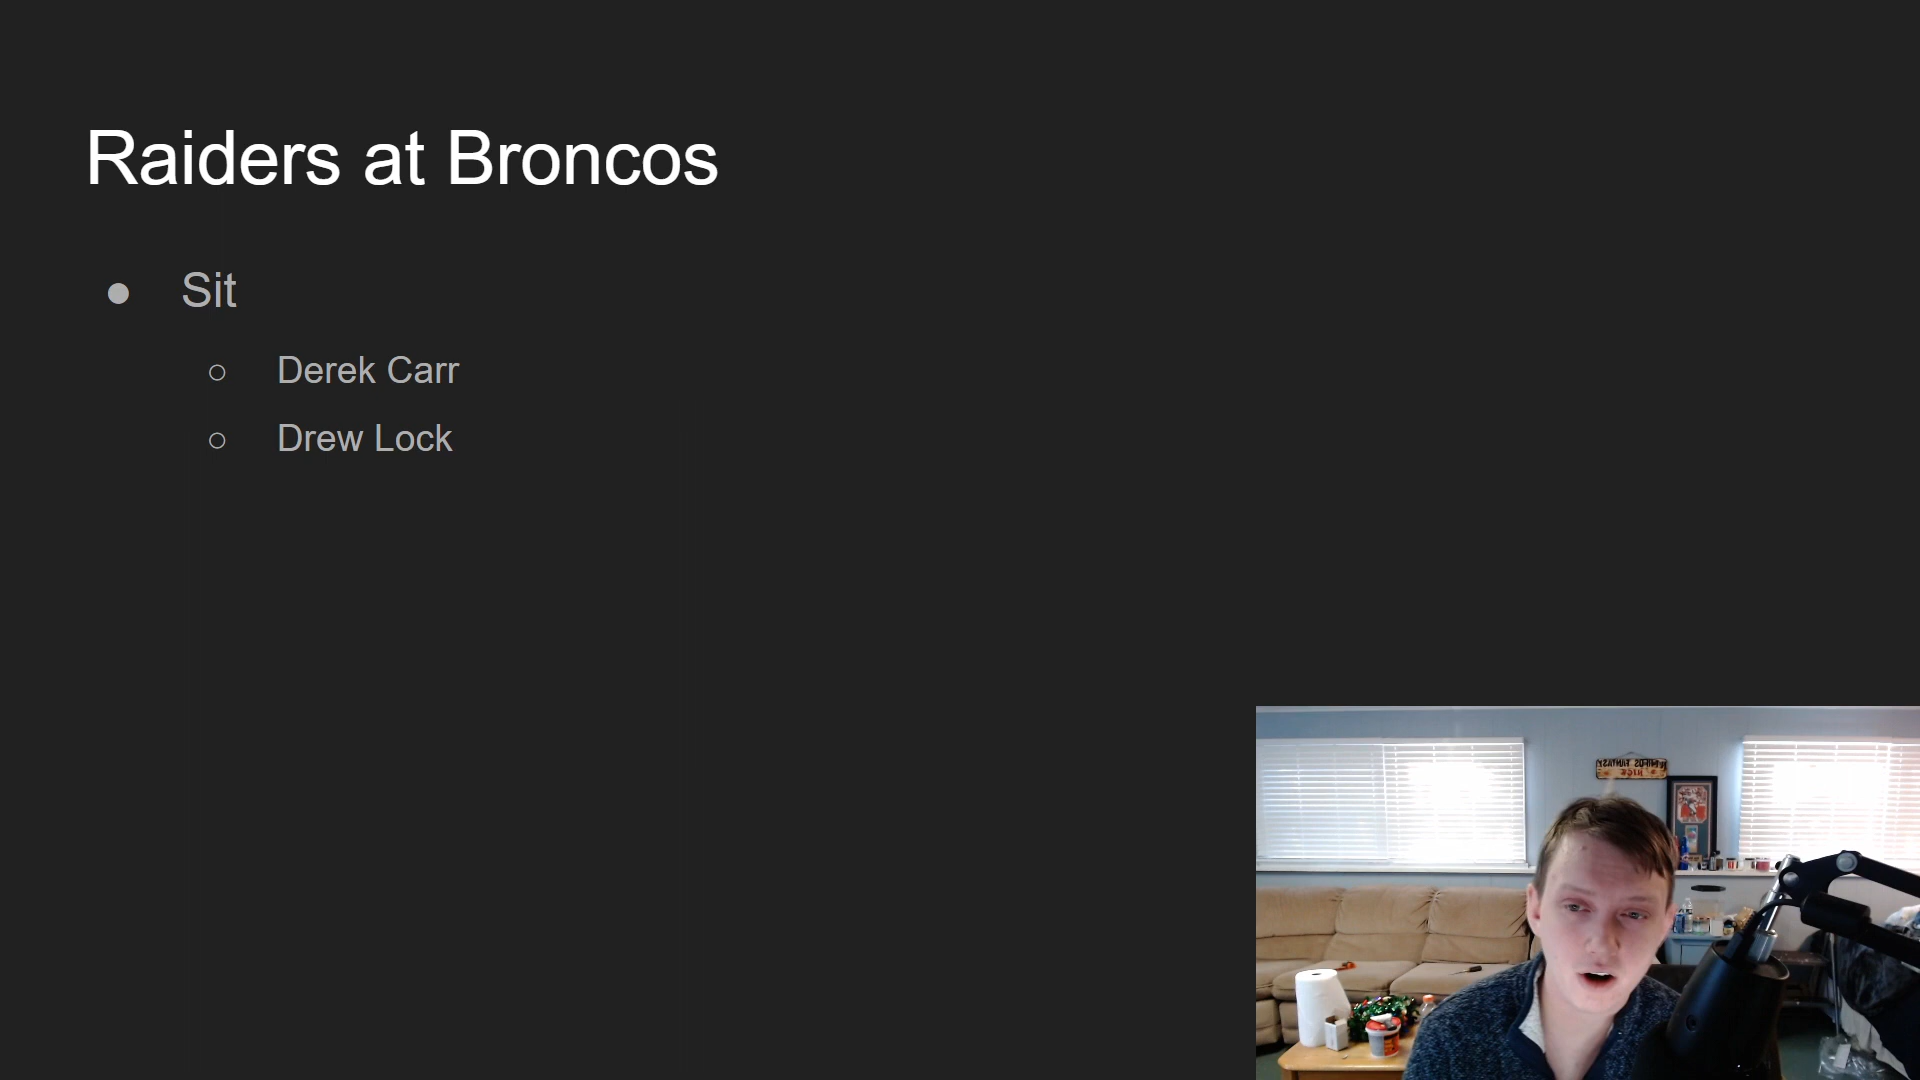 Raiders at Broncos
● Sit
○ Derek Carr
○ Drew Lock